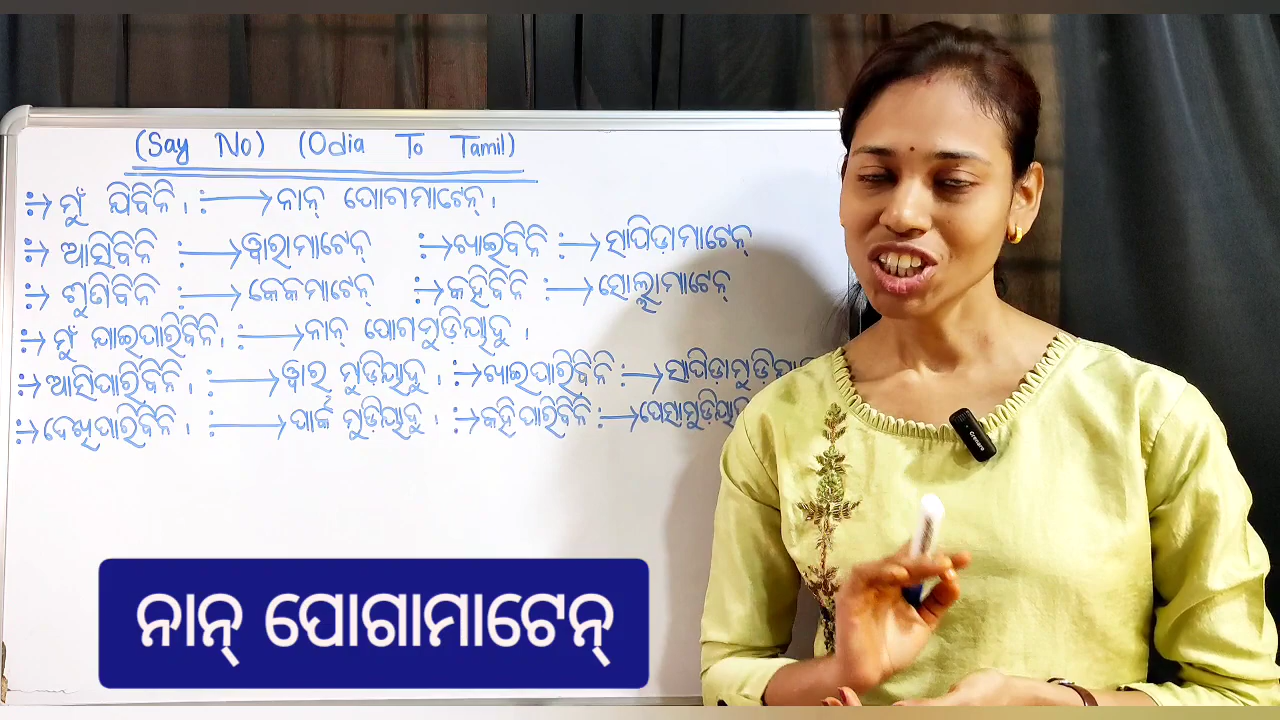 (Say No) (Odia To Tamil)
ମୁଁ ଯିବିନି । : → ନାନ୍ ପୋଗମାଟେନ୍ ।
ଆସିବିନି : → ୱାରାମାଟେନ୍ : → ଖାଇବିନି : → ସାପିଡ଼ାମାଟେନ୍
ଶୁଣିବିନି : → କେକମାଟେନ୍ : → କହିବିନି : → ସୋଲ୍ଲାମାଟେନ୍
ମୁଁ ଯାଇପାରିବିନି । : → ନାନ୍ ପୋଗମୁଡ଼ିୟାଦୁ ।
ଆସିପାରିବିନି । : → ୱାର ମୁଡ଼ିୟାଦୁ । : → ଖାଇପାରିବିନି : →
ଦେଖିପାରିବିନି । : → ପାର୍କ ମୁଡ଼ିୟାଦୁ । : → କହିପାରିବିନି : →
ନାନ୍ ପୋଗାମାଟେନ୍